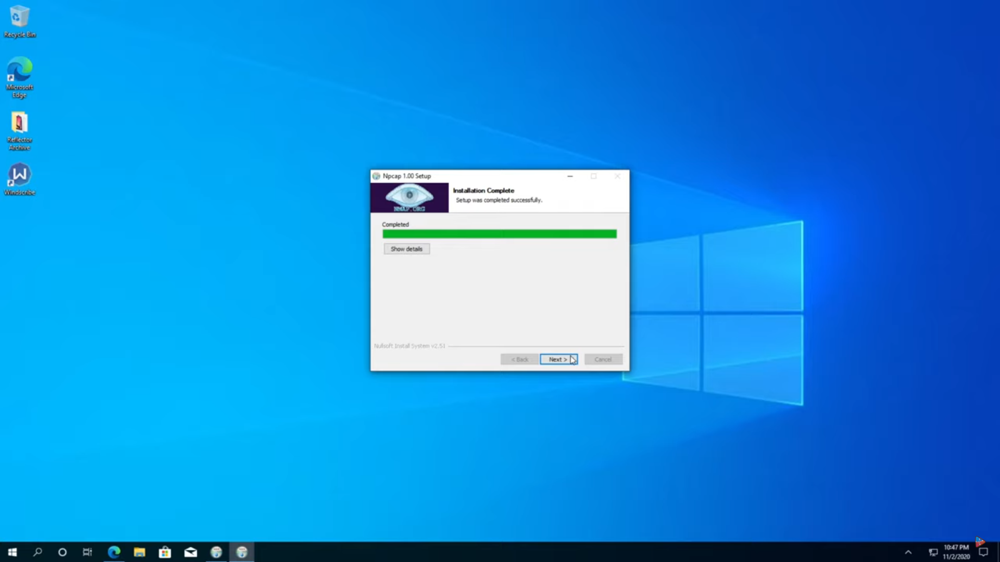 Recycle Bin
Microsoft
Edge
Reflector
Archive
Windscribe
Npcap 1.00 Setup
NMAP.ORG
Installation Complete
Setup was completed successfully.
Completed
Show details
Nullsoft Install System v2.51
< Back
Next >
Cancel
10:47 PM
11/2/2020